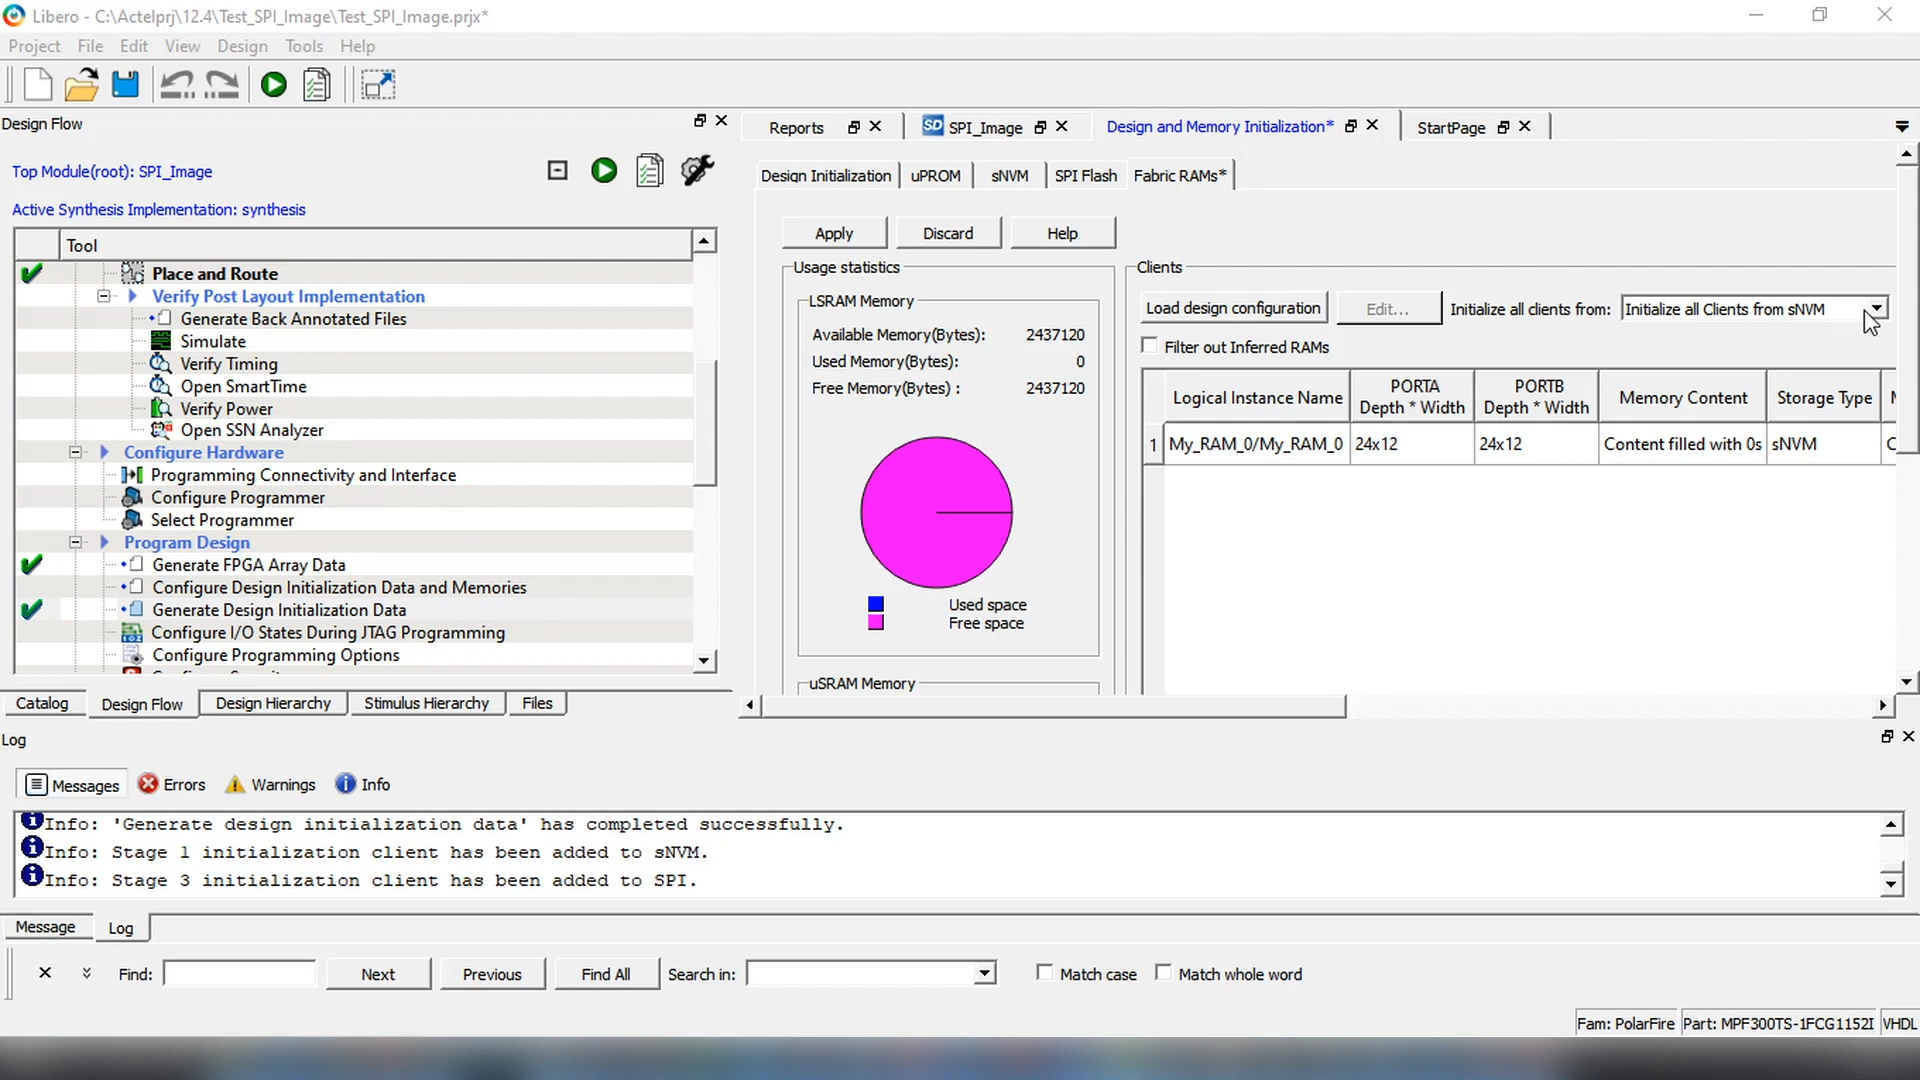 Libero - C:\Actelprj\12.4\Test_SPI_Image\Test_SPI_Image.prjx*
Project File Edit View Design Tools Help
Design Flow
Top Module(root): SPI_Image
Active Synthesis Implementation: synthesis
Tool
Place and Route
Verify Post Layout Implementation
Generate Back Annotated Files
Simulate
Verify Timing
Open SmartTime
Verify Power
Open SSN Analyzer
Configure Hardware
Programming Connectivity and Interface
Configure Programmer
Select Programmer
Program Design
Generate FPGA Array Data
Configure Design Initialization Data and Memories
Generate Design Initialization Data
Configure I/O States During JTAG Programming
Configure Programming Options
Catalog Design Flow Design Hierarchy Stimulus Hierarchy Files
Reports SPI_Image Design and Memory Initialization* StartPage
Design Initialization uPROM sNVM SPI Flash Fabric RAMs*
Apply Discard Help
Usage statistics
LSRAM Memory
Available Memory(Bytes): 2437120
Used Memory(Bytes): 0
Free Memory(Bytes) : 2437120
Used space
Free space
uSRAM Memory
Clients
Load design configuration Edit... Initialize all clients from: Initialize all Clients from sNVM
Filter out Inferred RAMs
Logical Instance Name PORTA Depth * Width PORTB Depth * Width Memory Content Storage Type
1 My_RAM_0/My_RAM_0 24x12 24x12 Content filled with 0s sNVM
Log
Messages Errors Warnings Info
Info: 'Generate design initialization data' has completed successfully.
Info: Stage 1 initialization client has been added to sNVM.
Info: Stage 3 initialization client has been added to SPI.
Message Log
Find: Next Previous Find All Search in: Match case Match whole word
Fam: PolarFire Part: MPF300TS-1FCG1152I VHDL